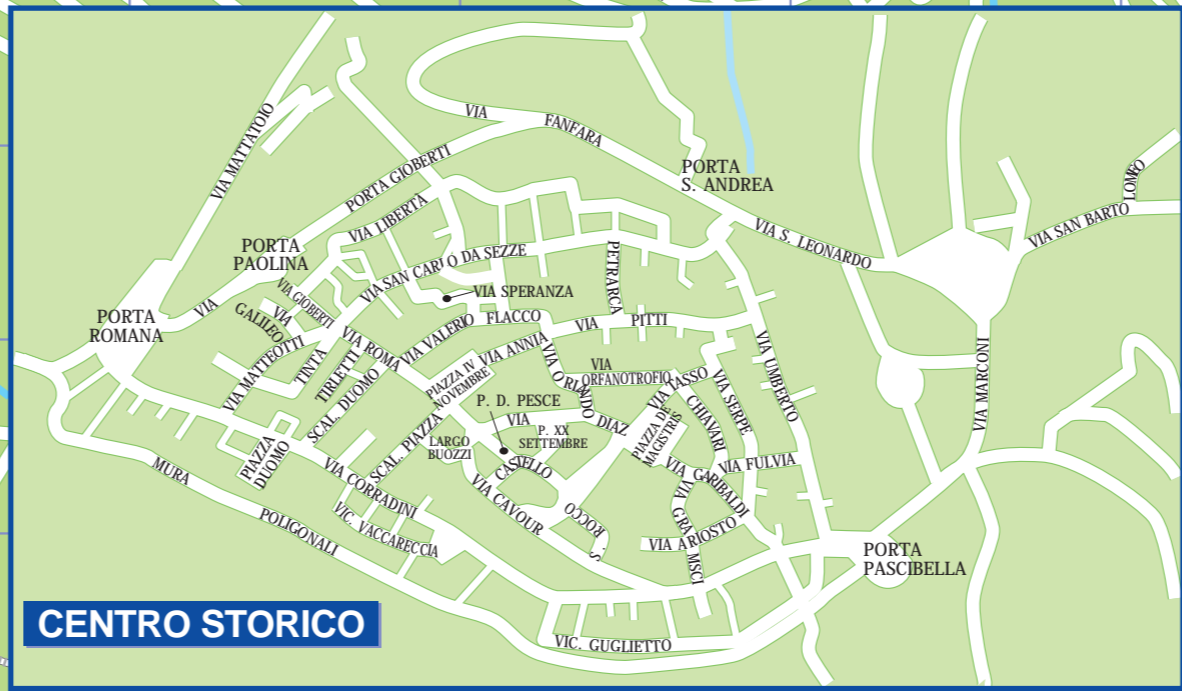 VIA MATTATOIO
VIA
FANFARA
PORTA GIOBERTI
PORTA
S. ANDREA
LOMEO
VIA SAN BARTO
VIA LIBERTÀ
VIA S. LEONARDO
PORTA
PAOLINA
VIA SAN CARLO DA SEZZE
PETRARCA
VIA SPERANZA
VIA GIOBERTI
VIA
GALILEO
VIA
PORTA
ROMANA
VIA VALERIO
FLACCO
VIA
PITTI
VIA ROMA
VIA ANNIA
VIA MATTEOTTI
TINTA
TIRLETTI
SCAL. DUOMO
PIAZZA IV
NOVEMBRE
VIA ORLANDO DIAZ
VIA
ORFANOTROFIO
VIA TASSO
VIA UMBERTO
VIA MARCONI
P. D. PESCE
VIA
P. XX
SETTEMBRE
PIAZZA DE
MAGISTRUS
CHIAVARI
VIA SERPE
LARGO
BUOZZI
SCAL. PIAZZA
CASTELLO
PIAZZA
DUOMO
VIA CORRADINI
VIA CAVOUR
S. ROCCO
VIA GARIBALDI
VIA FULVIA
VIA GRAMSCI
VIA ARIOSTO
MURA
POLIGONALI
VIC. VACCARECCIA
PORTA
PASCIBELLA
VIC. GUGLIETTO
CENTRO STORICO